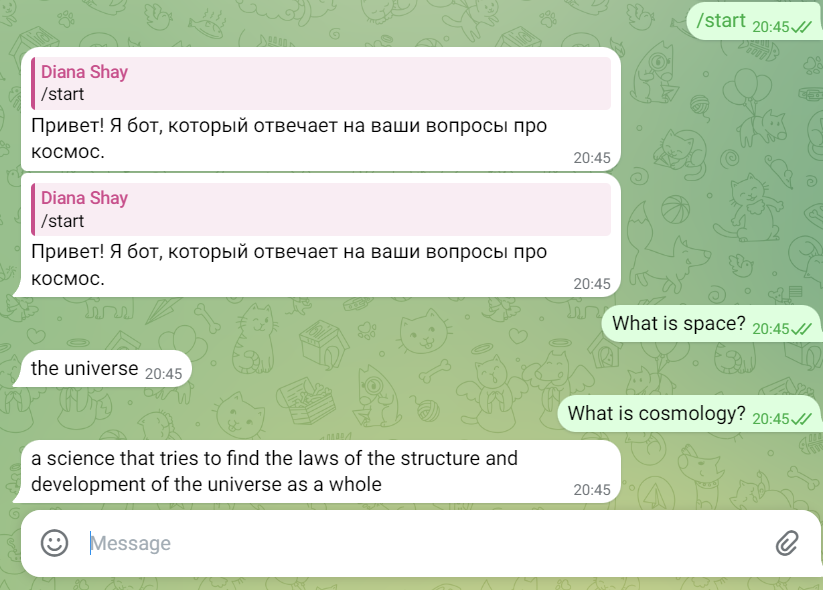 /start 20:45
Diana Shay
/start
Привет! Я бот, который отвечает на ваши вопросы про
космос.
20:45
Diana Shay
/start
Привет! Я бот, который отвечает на ваши вопросы про
космос.
20:45
What is space? 20:45
the universe 20:45
What is cosmology? 20:45
a science that tries to find the laws of the structure and
development of the universe as a whole
20:45
Message